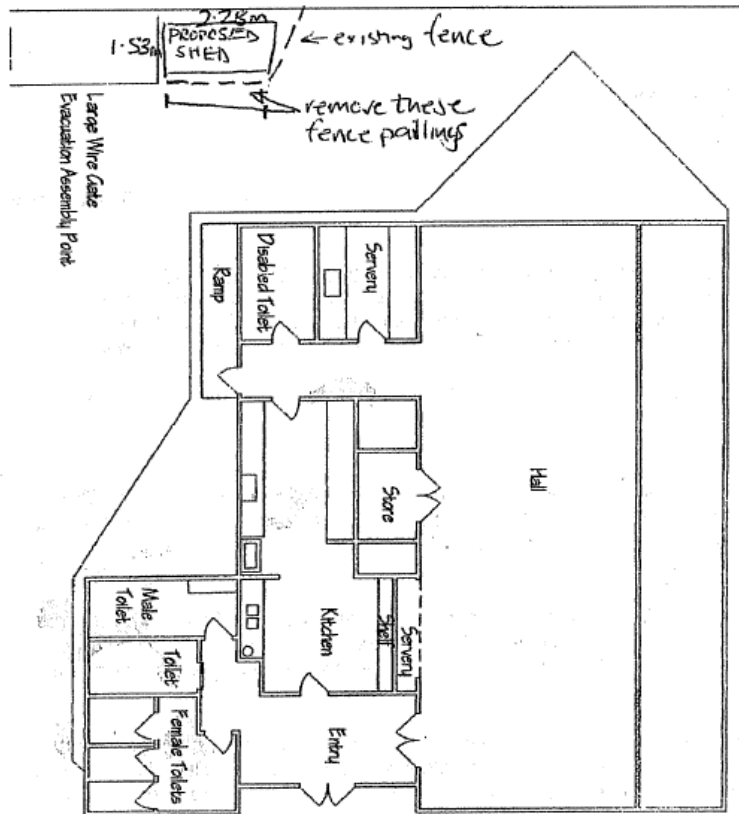 2.28m
1.53m
PROPOSED
SHED
existing fence
remove these
fence pailings
Large Wire Gate
Evacuation Assembly Point
Ramp
Disabled Toilet
Servery
Hall
Store
Kitchen
Shelf
Servery
Male
Toilet
Toilet
Female Toilets
Entry